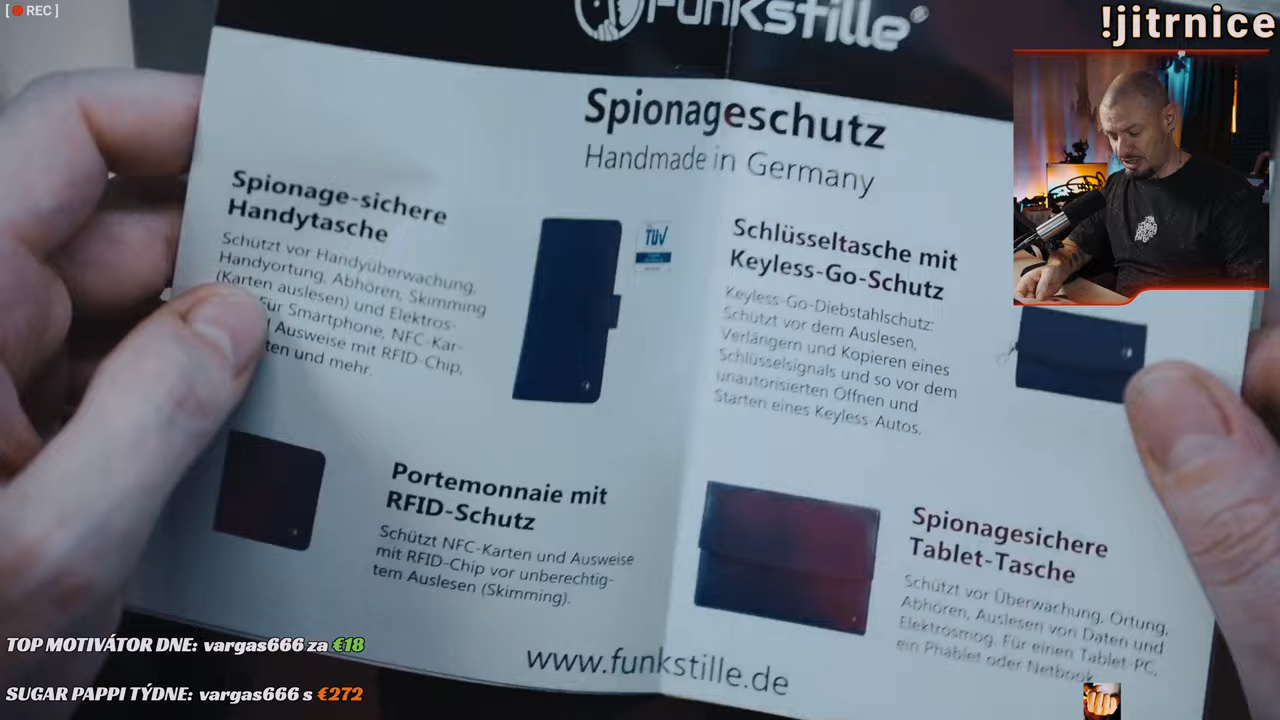 [ REC ]
!jitrnice
Funkstille®
Spionageschutz
Handmade in Germany
Spionage-sichere
Handytasche
Schützt vor Handyüberwachung,
Handyortung, Abhören, Skimming
(Karten auslesen) und Elektros-
Für Smartphone, NFC-Kar-
Ausweise mit RFID-Chip,
und mehr.
TÜV
Schlüsseltasche mit
Keyless-Go-Schutz
Keyless-Go-Diebstahlschutz:
Schützt vor dem Auslesen,
Verlängern und Kopieren eines
Schlüsselsignals und so vor dem
unautorisierten Öffnen und
Starten eines Keyless-Autos.
Portemonnaie mit
RFID-Schutz
Schützt NFC-Karten und Ausweise
mit RFID-Chip vor unberechtig-
tem Auslesen (Skimming).
Spionagesichere
Tablet-Tasche
Schützt vor Überwachung, Ortung,
Abhören, Auslesen von Daten und
Elektrosmog. Für einen Tablet-PC,
ein Phablet oder Netbook.
www.funkstille.de
TOP MOTIVÁTOR DNE: vargas666 za €18
SUGAR PAPPI TÝDNE: vargas666 s €272